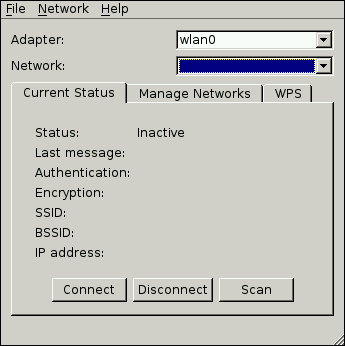 File Network Help
Adapter: wlan0
Network:
Current Status Manage Networks WPS
Status: Inactive
Last message:
Authentication:
Encryption:
SSID:
BSSID:
IP address:
Connect Disconnect Scan